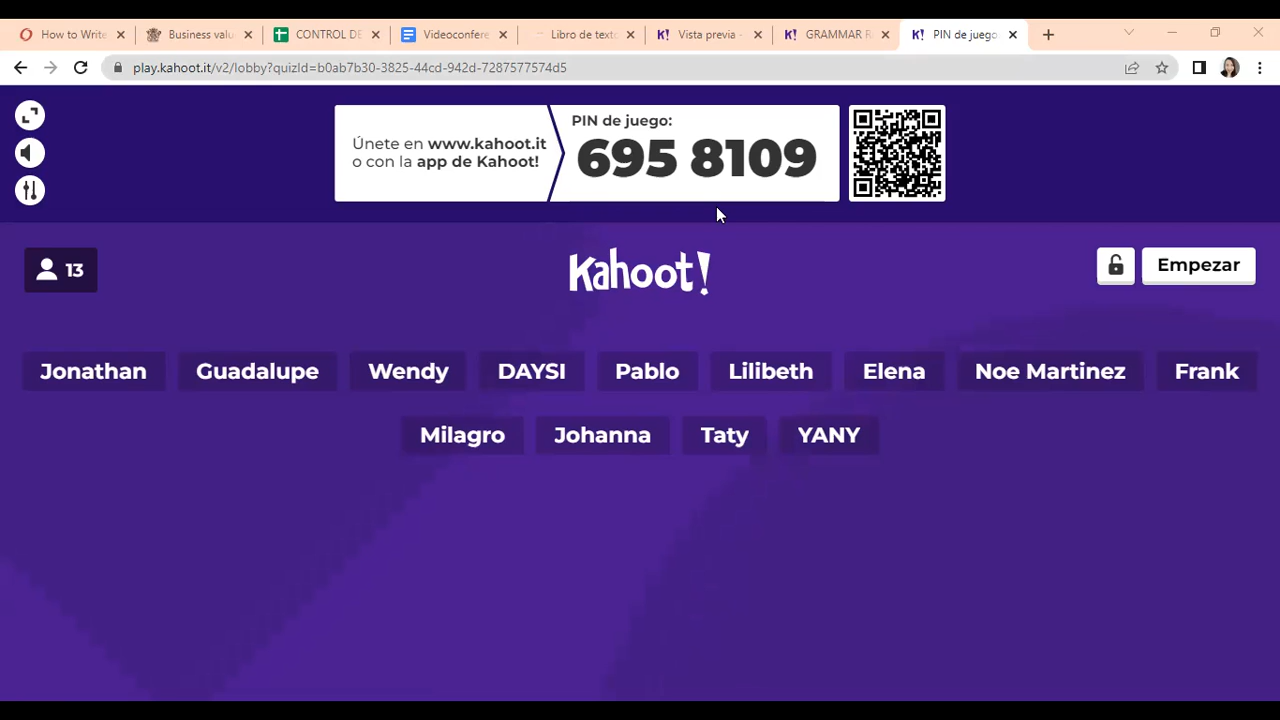 How to Write
Business valu
CONTROL DE
Videoconfere
Libro de texto
Vista previa -
GRAMMAR R
PIN de juego
play.kahoot.it/v2/lobby?quizId=b0ab7b30-3825-44cd-942d-7287577574d5
Únete en www.kahoot.it
o con la app de Kahoot!
PIN de juego:
695 8109
13
Kahoot!
Empezar
Jonathan Guadalupe Wendy DAYSI Pablo Lilibeth Elena Noe Martinez Frank
Milagro Johanna Taty YANY